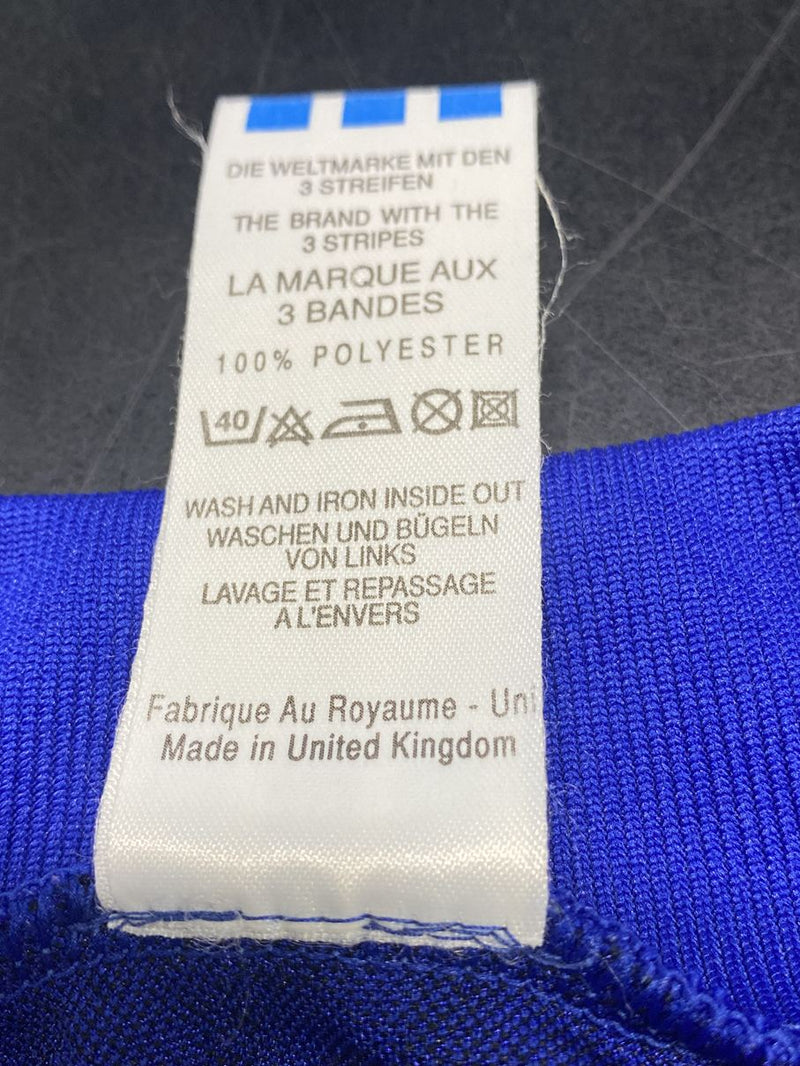 DIE WELTMARKE MIT DEN
3 STREIFEN
THE BRAND WITH THE
3 STRIPES
LA MARQUE AUX
3 BANDES
100% POLYESTER
40
WASH AND IRON INSIDE OUT
WASCHEN UND BÜGELN
VON LINKS
LAVAGE ET REPASSAGE
A L'ENVERS
Fabrique Au Royaume - Uni
Made in United Kingdom